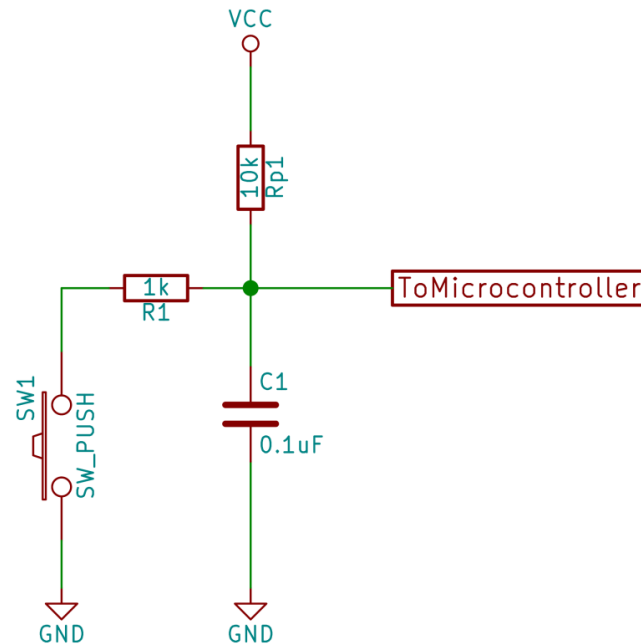 VCC
10k
Rp1
1k
R1
ToMicrocontroller
SW1
SW_PUSH
C1
0.1uF
GND
GND